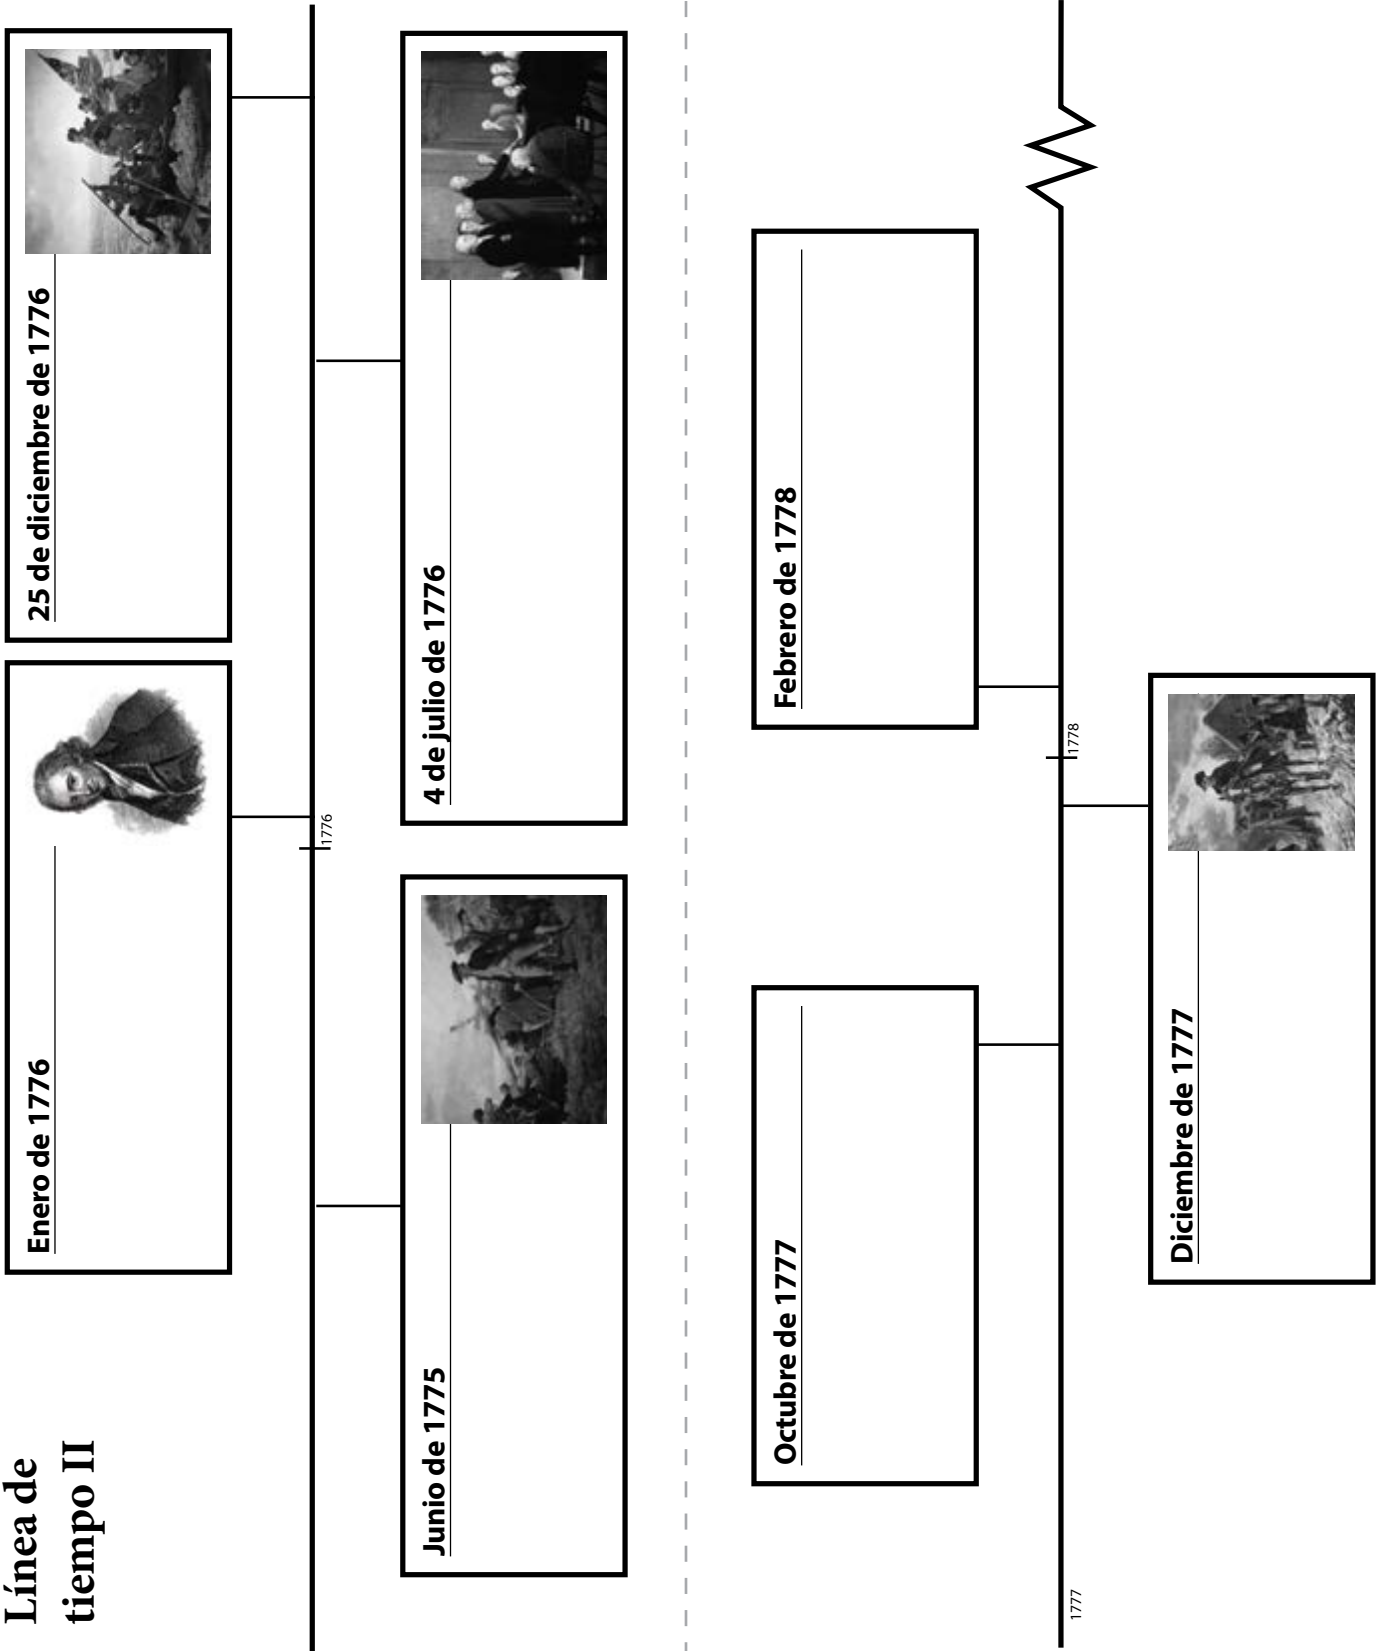 Línea de
tiempo II
Enero de 1776
25 de diciembre de 1776
1776
Junio de 1775
4 de julio de 1776
Octubre de 1777
Febrero de 1778
1777
1778
Diciembre de 1777